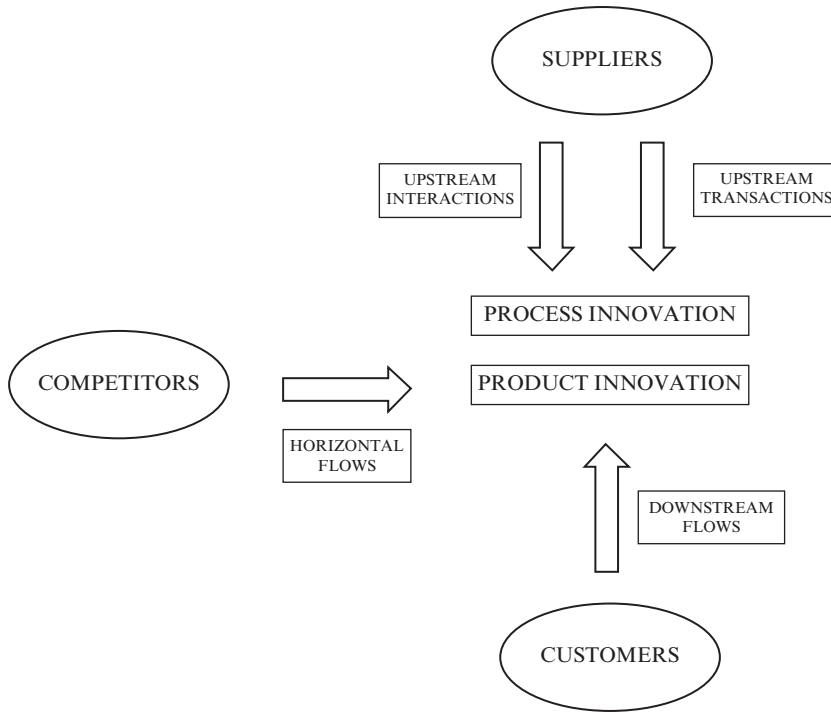 SUPPLIERS
UPSTREAM
INTERACTIONS
UPSTREAM
TRANSACTIONS
PROCESS INNOVATION
COMPETITORS
PRODUCT INNOVATION
HORIZONTAL
FLOWS
DOWNSTREAM
FLOWS
CUSTOMERS